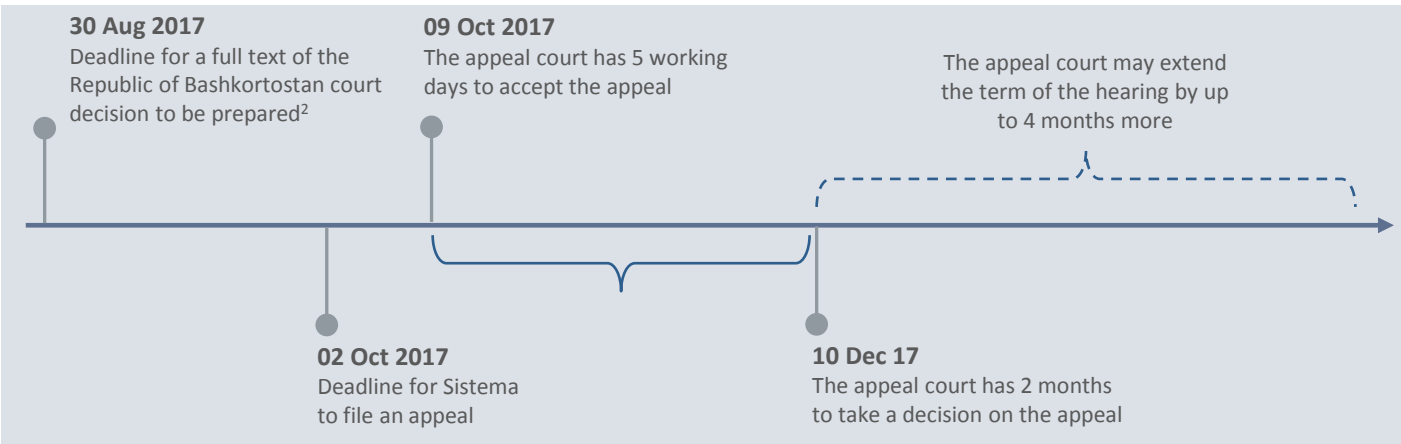 30 Aug 2017
Deadline for a full text of the
Republic of Bashkortostan court
decision to be prepared²
09 Oct 2017
The appeal court has 5 working
days to accept the appeal
The appeal court may extend
the term of the hearing by up
to 4 months more
02 Oct 2017
Deadline for Sistema
to file an appeal
10 Dec 17
The appeal court has 2 months
to take a decision on the appeal